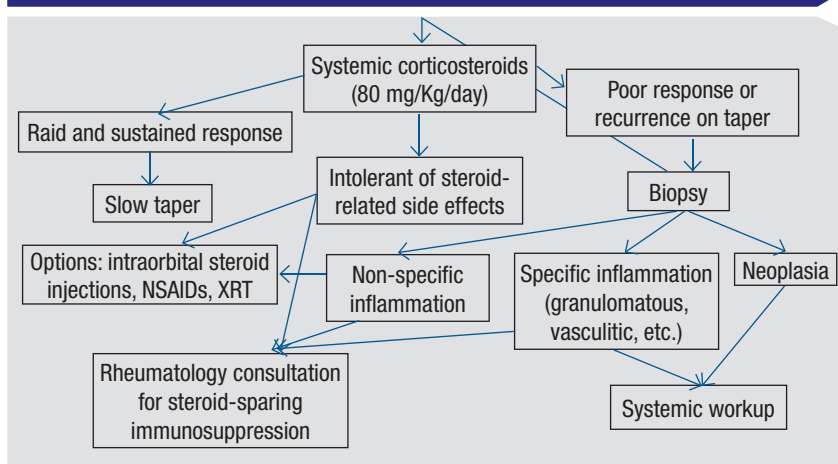 Systemic corticosteroids
(80 mg/Kg/day)
Poor response or
recurrence on taper
Raid and sustained response
Intolerant of steroid-
related side effects
Biopsy
Slow taper
Options: intraorbital steroid
injections, NSAIDs, XRT
Non-specific
inflammation
Specific inflammation
(granulomatous,
vasculitic, etc.)
Neoplasia
Rheumatology consultation
for steroid-sparing
immunosuppression
Systemic workup